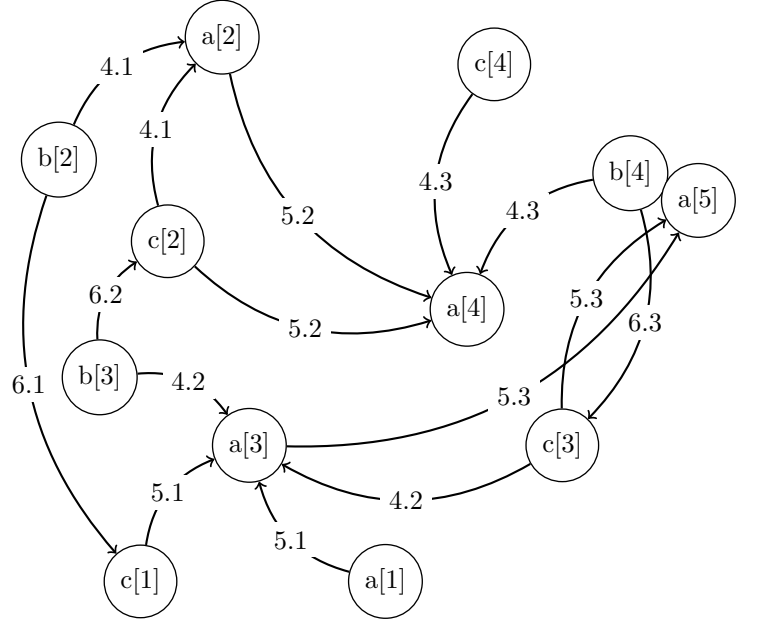 a[2]
c[4]
4.1
b[2]
4.1
b[4]
a[5]
4.3
4.3
5.2
c[2]
6.2
5.3
a[4]
6.3
5.2
b[3]
4.2
6.1
5.3
a[3]
c[3]
5.1
4.2
5.1
c[1]
a[1]